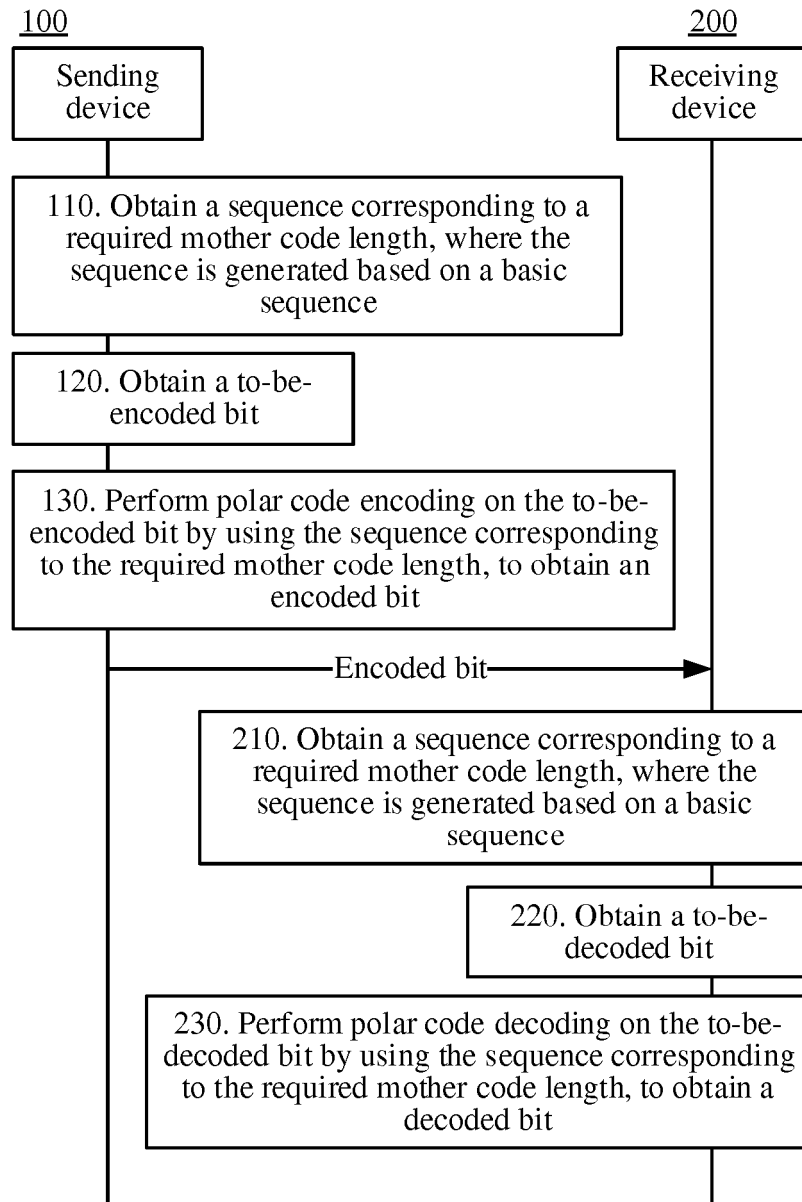 100
200
Sending
device
Receiving
device
110. Obtain a sequence corresponding to a
required mother code length, where the
sequence is generated based on a basic
sequence
120. Obtain a to-be-
encoded bit
130. Perform polar code encoding on the to-be-
encoded bit by using the sequence corresponding
to the required mother code length, to obtain an
encoded bit
Encoded bit
210. Obtain a sequence corresponding to a
required mother code length, where the
sequence is generated based on a basic
sequence
220. Obtain a to-be-
decoded bit
230. Perform polar code decoding on the to-be-
decoded bit by using the sequence corresponding
to the required mother code length, to obtain a
decoded bit